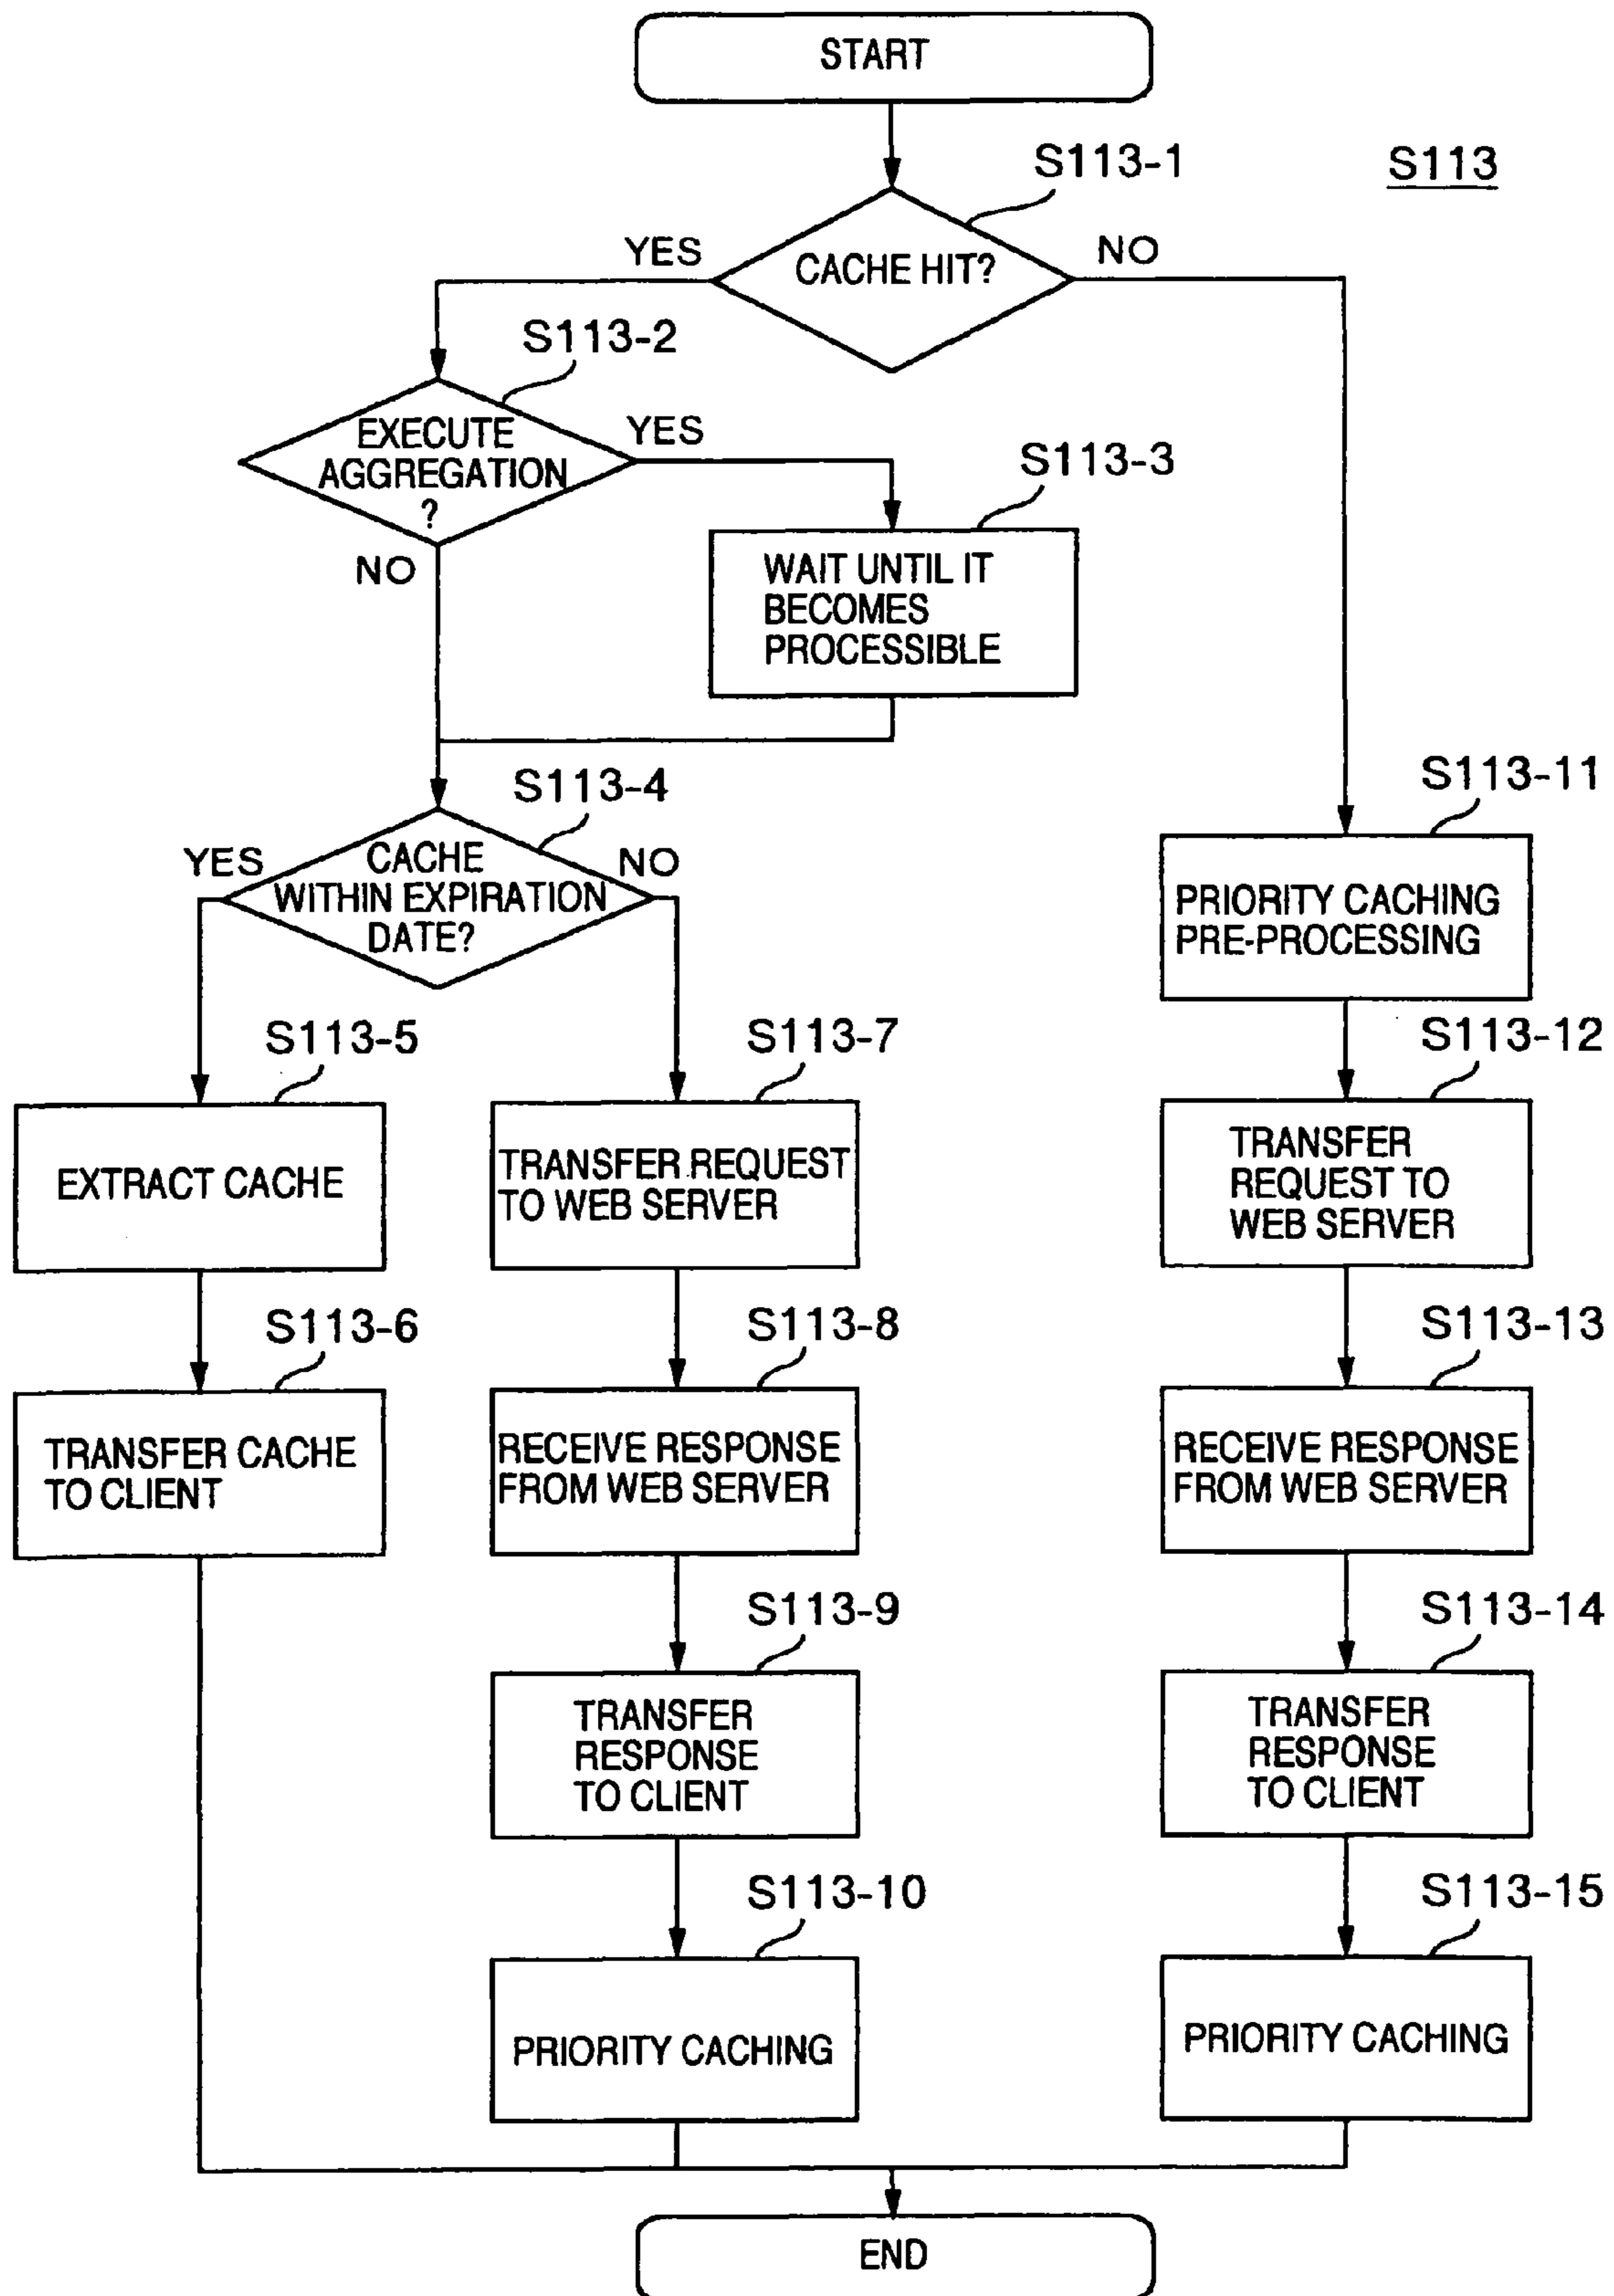 START
S113-1
S113
YES
CACHE HIT?
NO
S113-2
EXECUTE
AGGREGATION
?
YES
NO
S113-3
WAIT UNTIL IT
BECOMES
PROCESSIBLE
S113-4
YES
CACHE
WITHIN EXPIRATION
DATE?
NO
S113-11
PRIORITY CACHING
PRE-PROCESSING
S113-5
EXTRACT CACHE
S113-7
TRANSFER REQUEST
TO WEB SERVER
S113-12
TRANSFER
REQUEST TO
WEB SERVER
S113-6
TRANSFER CACHE
TO CLIENT
S113-8
RECEIVE RESPONSE
FROM WEB SERVER
S113-13
RECEIVE RESPONSE
FROM WEB SERVER
S113-9
TRANSFER
RESPONSE
TO CLIENT
S113-14
TRANSFER
RESPONSE
TO CLIENT
S113-10
PRIORITY CACHING
S113-15
PRIORITY CACHING
END